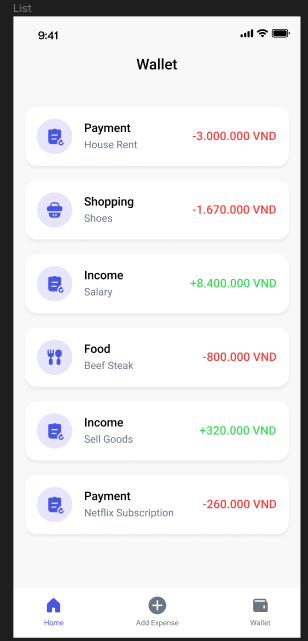 List
9:41
Wallet
Payment
House Rent
-3.000.000 VND
Shopping
Shoes
-1.670.000 VND
Income
Salary
+8.400.000 VND
Food
Beef Steak
-800.000 VND
Income
Sell Goods
+320.000 VND
Payment
Netflix Subscription
-260.000 VND
Home
Add Expense
Wallet